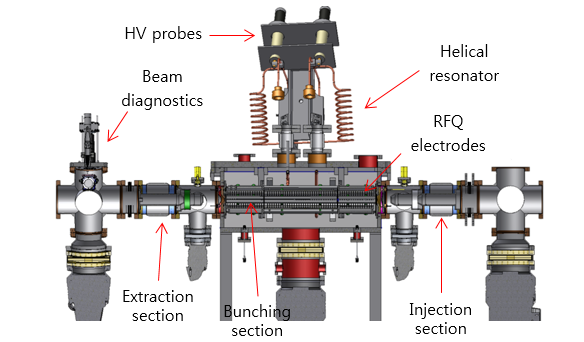 HV probes
Helical
resonator
Beam
diagnostics
RFQ
electrodes
Extraction
section
Bunching
section
Injection
section